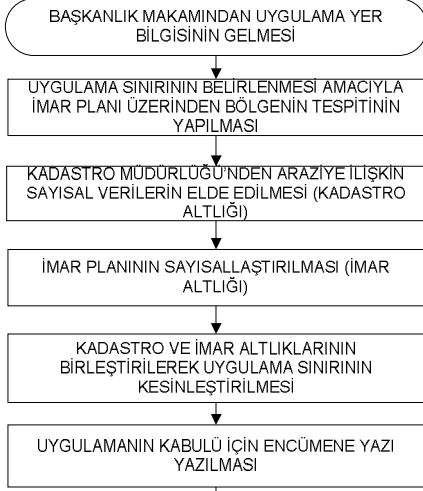 BAŞKANLIK MAKAMINDAN UYGULAMA YER
BİLGİSİNİN GELMESİ
UYGULAMA SINIRININ BELİRLENMESİ AMACIYLA
İMAR PLANI ÜZERİNDEN BÖLGENİN TESPİTİNİN
YAPILMASI
KADASTRO MÜDÜRLÜĞÜ'NDEN ARAZİYE İLİŞKİN
SAYISAL VERİLERİN ELDE EDİLMESİ (KADASTRO
ALTLIĞI)
İMAR PLANININ SAYISALLAŞTIRILMASI (İMAR
ALTLIĞI)
KADASTRO VE İMAR ALTLIKLARININ
BİRLEŞTİRİLEREK UYGULAMA SINIRININ
KESİNLEŞTİRİLMESİ
UYGULAMANIN KABULÜ İÇİN ENCÜMENE YAZI
YAZILMASI